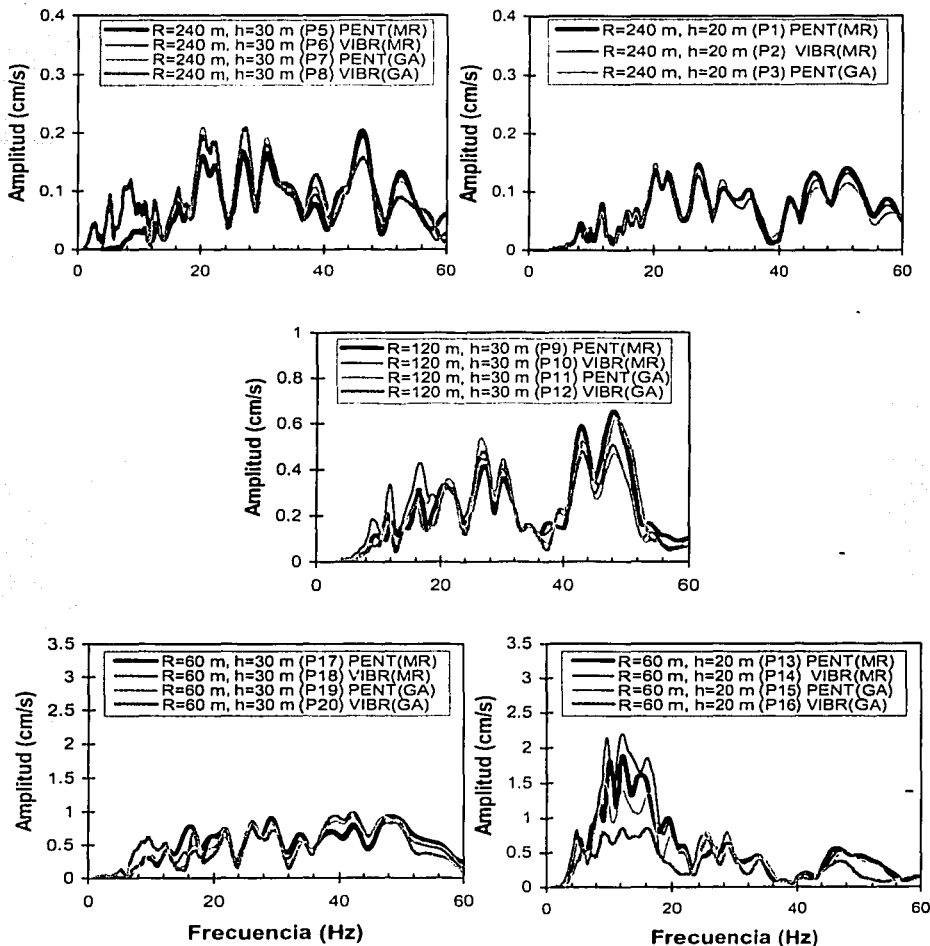 R=240 m, h=30 m (P5) PENT(MR)
R=240 m, h=30 m (P6) VIBR(MR)
R=240 m, h=30 m (P7) PENT(GA)
R=240 m, h=30 m (P8) VIBR(GA)
Amplitud (cm/s)
0.4
0.3
0.2
0.1
0
0 20 40 60
R=240 m, h=20 m (P1) PENT(MR)
R=240 m, h=20 m (P2) VIBR(MR)
R=240 m, h=20 m (P3) PENT(GA)
Amplitud (cm/s)
0.4
0.3
0.2
0.1
0
0 20 40 60
R=120 m, h=30 m (P9) PENT(MR)
R=120 m, h=30 m (P10) VIBR(MR)
R=120 m, h=30 m (P11) PENT(GA)
R=120 m, h=30 m (P12) VIBR(GA)
Amplitud (cm/s)
1
0.8
0.6
0.4
0.2
0
0 20 40 60
R=60 m, h=30 m (P17) PENT(MR)
R=60 m, h=30 m (P18) VIBR(MR)
R=60 m, h=30 m (P19) PENT(GA)
R=60 m, h=30 m (P20) VIBR(GA)
Amplitud (cm/s)
3.5
3
2.5
2
1.5
1
0.5
0
0 20 40 60
Frecuencia (Hz)
R=60 m, h=20 m (P13) PENT(MR)
R=60 m, h=20 m (P14) VIBR(MR)
R=60 m, h=20 m (P15) PENT(GA)
R=60 m, h=20 m (P16) VIBR(GA)
Amplitud (cm/s)
3.5
3
2.5
2
1.5
1
0.5
0
0 20 40 60
Frecuencia (Hz)